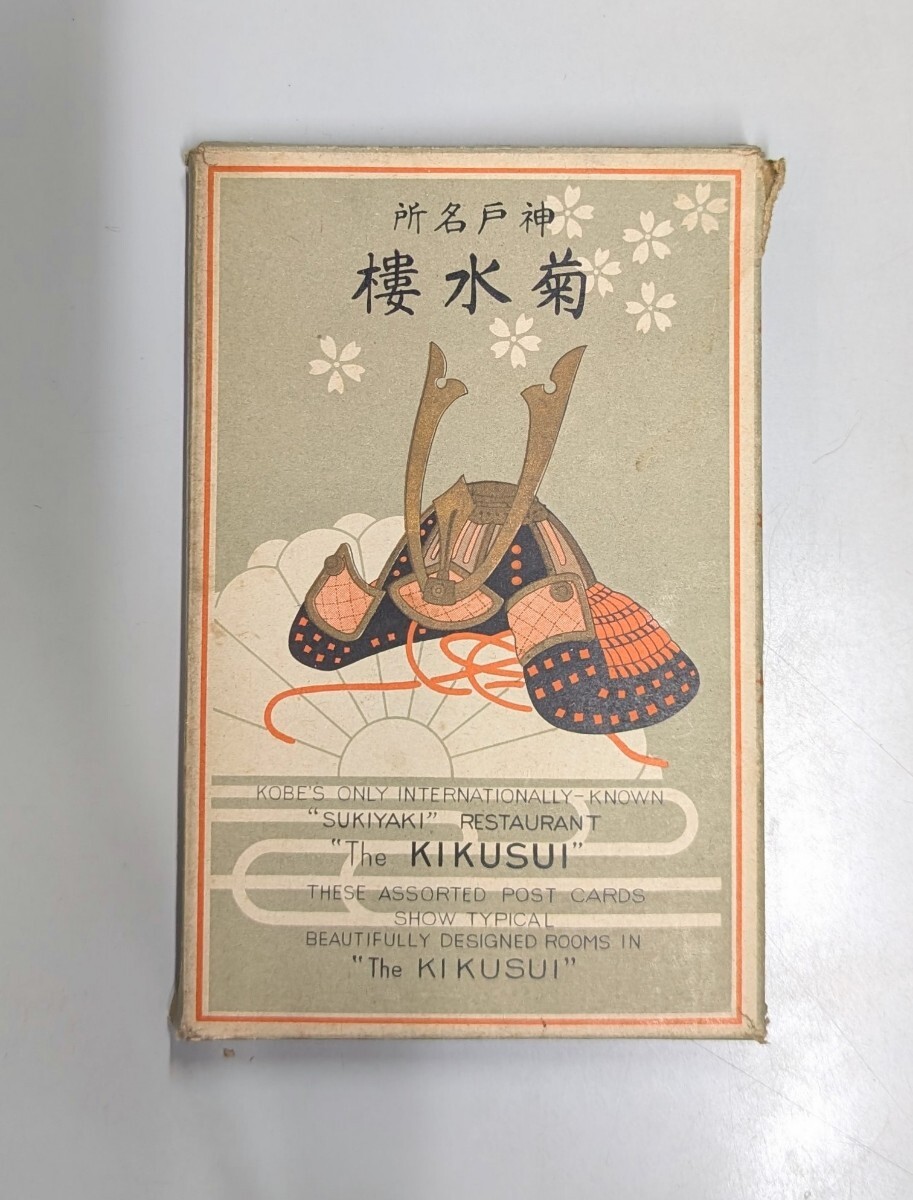 神戸名所
菊水樓
KOBE'S ONLY INTERNATIONALLY-KNOWN
"SUKIYAKI" RESTAURANT
"The KIKUSUI"
THESE ASSORTED POST CARDS
SHOW TYPICAL
BEAUTIFULLY DESIGNED ROOMS IN
"The KIKUSUI"